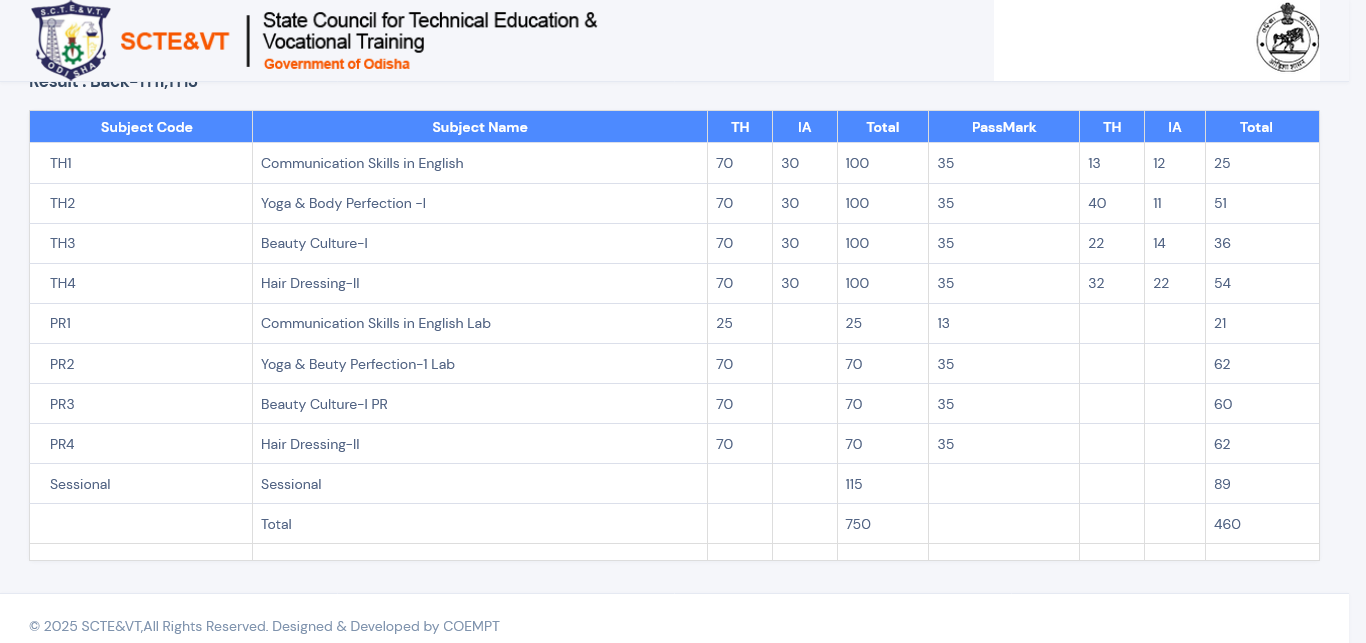 S.C.T.E.&V.T.
ODISHA
SCTE&VT
State Council for Technical Education &
Vocational Training
Government of Odisha
Result : Back-TH1,TH3
Subject Code Subject Name TH IA Total PassMark TH IA Total
TH1 Communication Skills in English 70 30 100 35 13 12 25
TH2 Yoga & Body Perfection -I 70 30 100 35 40 11 51
TH3 Beauty Culture-I 70 30 100 35 22 14 36
TH4 Hair Dressing-II 70 30 100 35 32 22 54
PR1 Communication Skills in English Lab 25 25 13 21
PR2 Yoga & Beuty Perfection-1 Lab 70 70 35 62
PR3 Beauty Culture-I PR 70 70 35 60
PR4 Hair Dressing-II 70 70 35 62
Sessional Sessional 115 89
Total 750 460
© 2025 SCTE&VT,All Rights Reserved. Designed & Developed by COEMPT